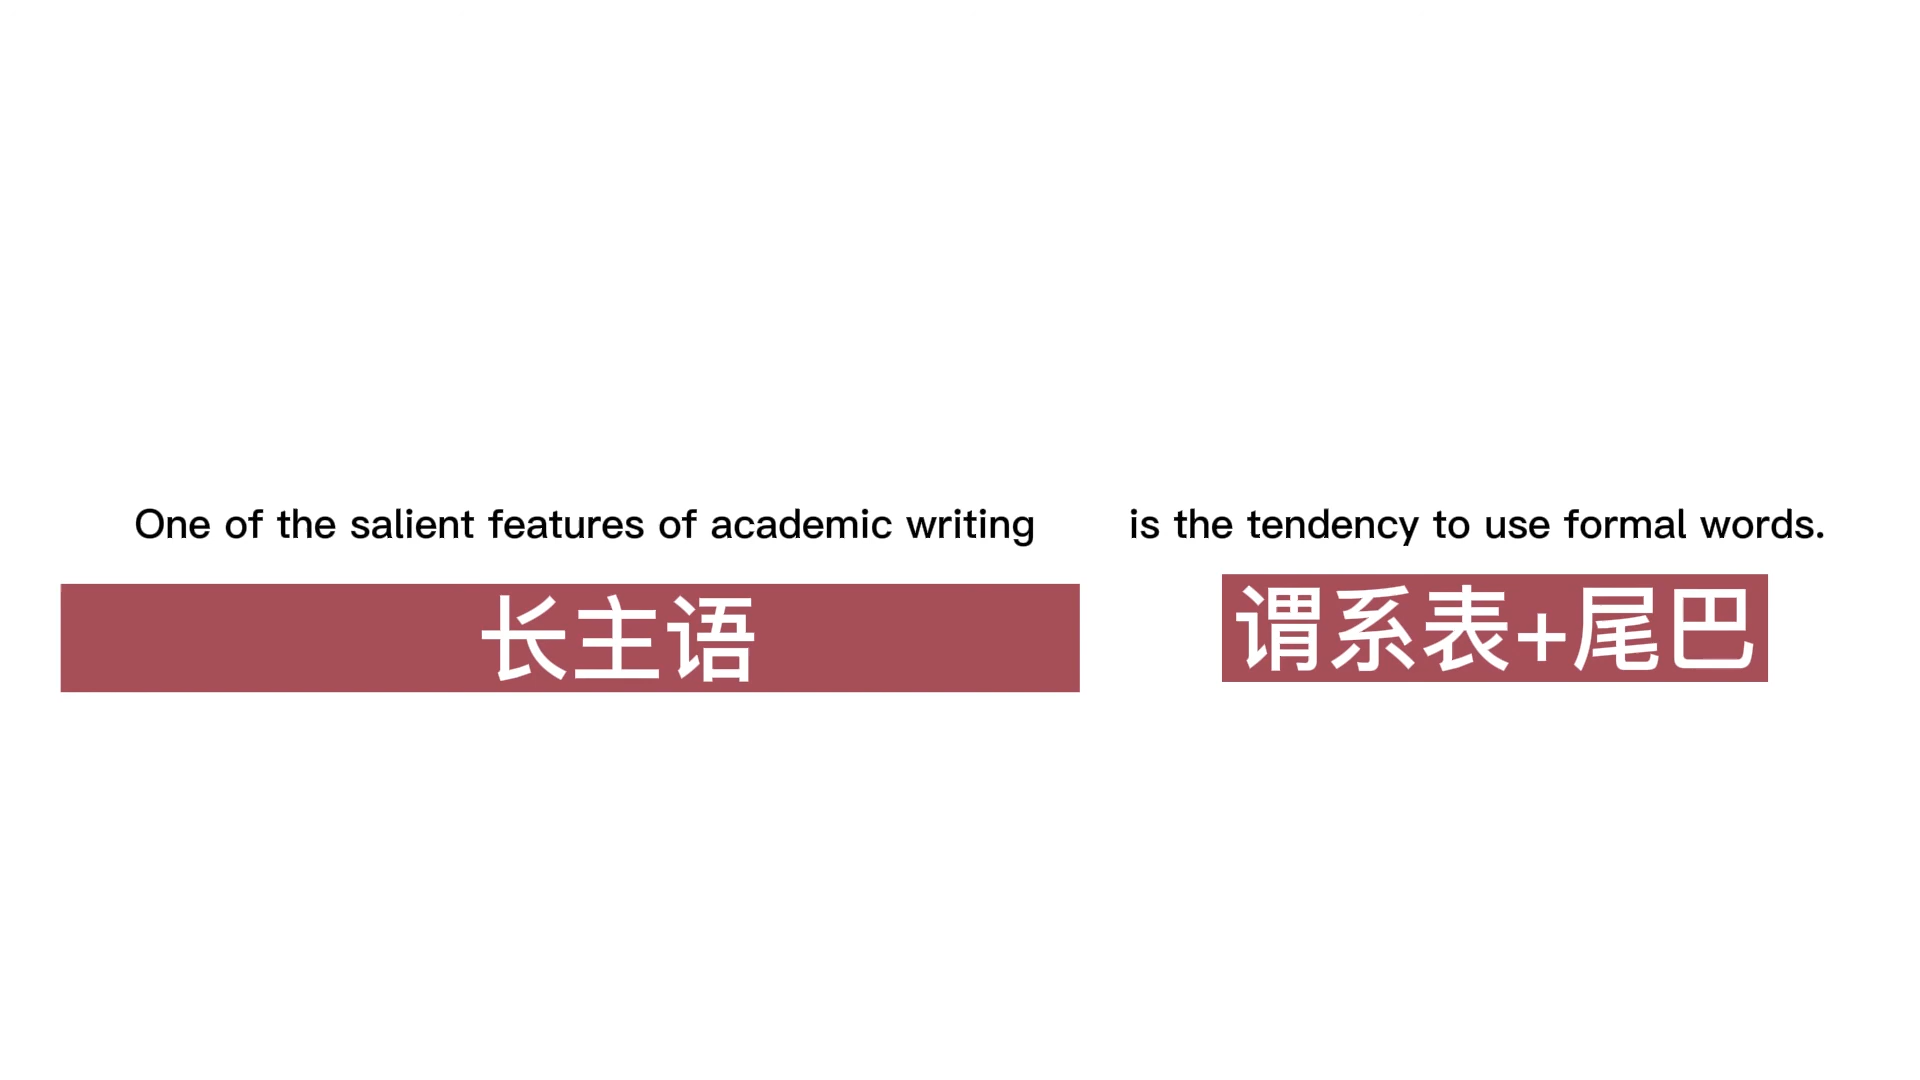 One of the salient features of academic writing is the tendency to use formal words.
长主语 谓系表+尾巴